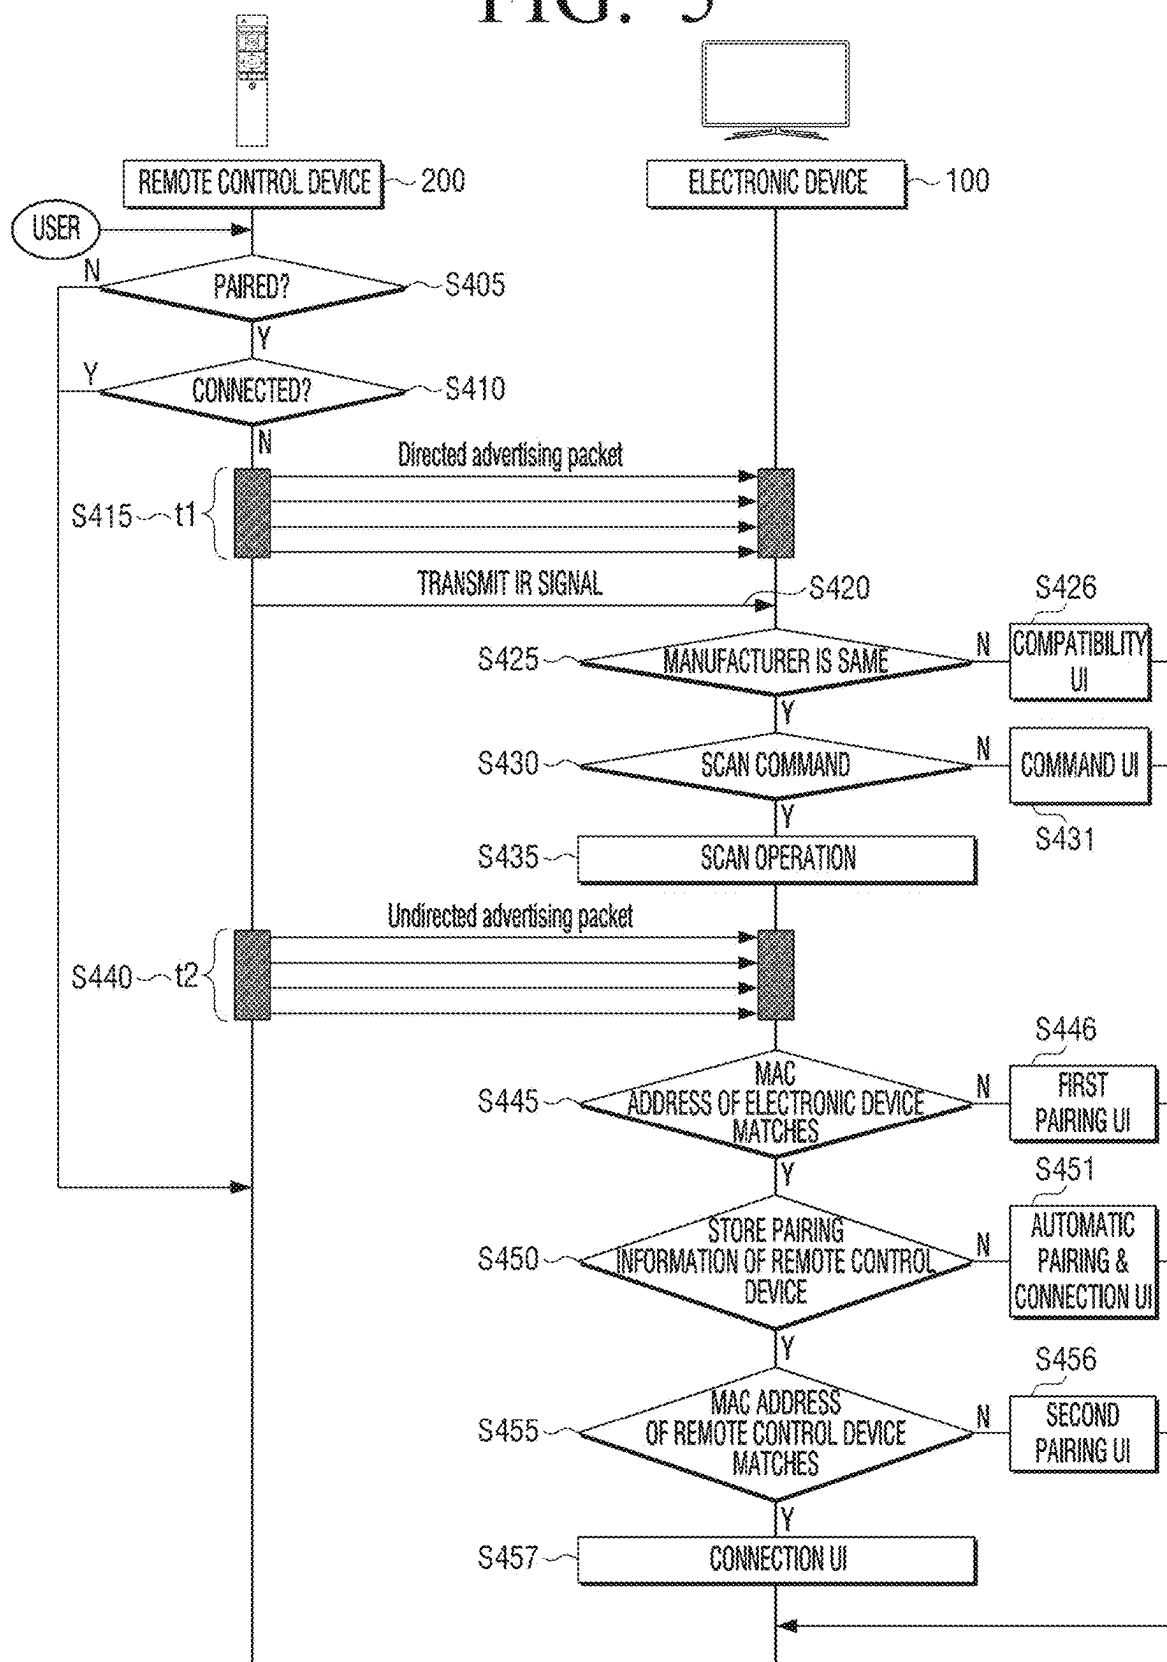 FIG. 5
REMOTE CONTROL DEVICE
200
ELECTRONIC DEVICE
100
USER
N
PAIRED?
S405
Y
Y
CONNECTED?
S410
N
Directed advertising packet
S415
t1
TRANSMIT IR SIGNAL
S420
S426
S425
MANUFACTURER IS SAME
N
COMPATIBILITY
UI
Y
S430
SCAN COMMAND
N
COMMAND UI
Y
S431
S435
SCAN OPERATION
Undirected advertising packet
S440
t2
S446
S445
MAC
ADDRESS OF ELECTRONIC DEVICE
MATCHES
N
FIRST
PAIRING UI
Y
S451
S450
STORE PAIRING
INFORMATION OF REMOTE CONTROL
DEVICE
N
AUTOMATIC
PAIRING &
CONNECTION UI
Y
S456
S455
MAC ADDRESS
OF REMOTE CONTROL DEVICE
MATCHES
N
SECOND
PAIRING UI
Y
S457
CONNECTION UI